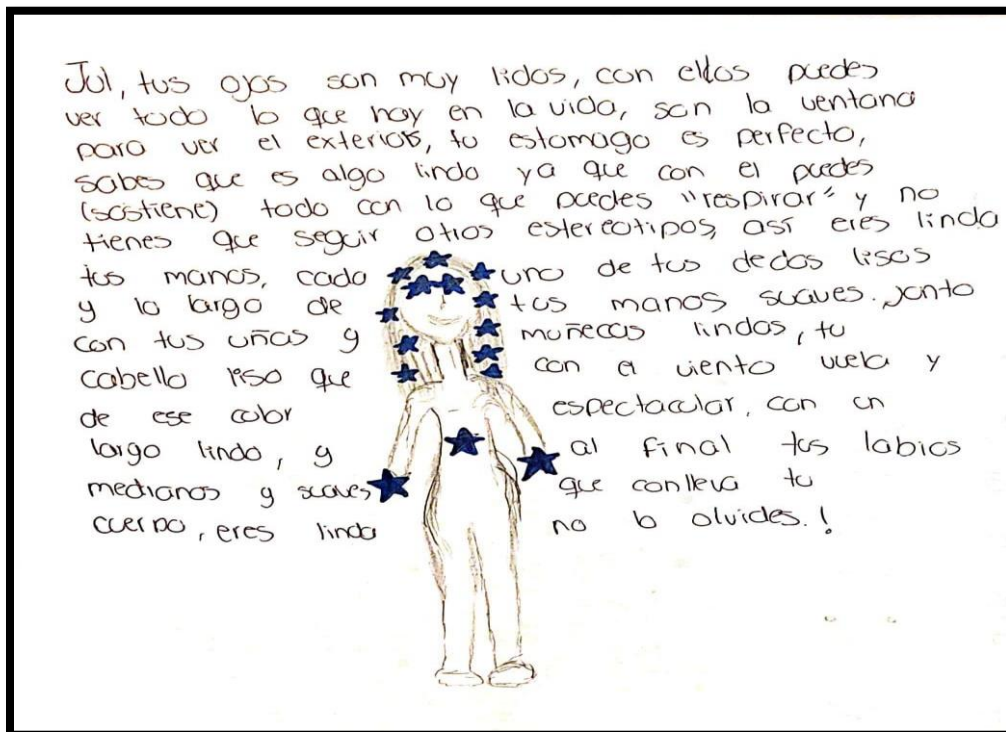 Jul, tus ojos son muy lidos, con ellos puedes
ver todo lo que hay en la vida, son la ventana
para ver el exterior, tu estomago es perfecto,
sabes que es algo lindo ya que con el puedes
(sostiene) todo con lo que puedes "respirar" y no
tienes que seguir otros estereotipos, así eres linda
tus manos, cada uno de tus dedos lisos
y lo largo de tus manos suaves. Junto
con tus uñas y muñecas lindas, tu
cabello liso que con el viento vuela y
de ese color espectacular, con un
largo lindo, y al final tus labios
medianos y suaves que conlleva tu
cuerpo, eres linda no lo olvides.!